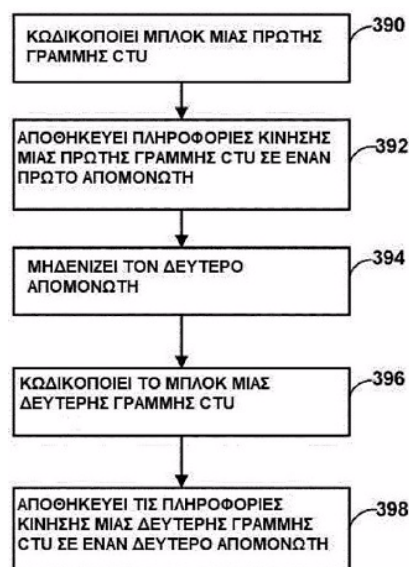 ΚΩΔΙΚΟΠΟΙΕΙ ΜΠΛΟΚ ΜΙΑΣ ΠΡΩΤΗΣ
ΓΡΑΜΜΗΣ CTU
390
ΑΠΟΘΗΚΕΥΕΙ ΠΛΗΡΟΦΟΡΙΕΣ ΚΙΝΗΣΗΣ
ΜΙΑΣ ΠΡΩΤΗΣ ΓΡΑΜΜΗΣ CTU ΣΕ ΕΝΑΝ
ΠΡΩΤΟ ΑΠΟΜΟΝΩΤΗ
392
ΜΗΔΕΝΙΖΕΙ ΤΟΝ ΔΕΥΤΕΡΟ
ΑΠΟΜΟΝΩΤΗ
394
ΚΩΔΙΚΟΠΟΙΕΙ ΤΟ ΜΠΛΟΚ ΜΙΑΣ
ΔΕΥΤΕΡΗΣ ΓΡΑΜΜΗΣ CTU
396
ΑΠΟΘΗΚΕΥΕΙ ΤΙΣ ΠΛΗΡΟΦΟΡΙΕΣ
ΚΙΝΗΣΗΣ ΜΙΑΣ ΔΕΥΤΕΡΗΣ ΓΡΑΜΜΗΣ
CTU ΣΕ ΕΝΑΝ ΔΕΥΤΕΡΟ ΑΠΟΜΟΝΩΤΗ
398